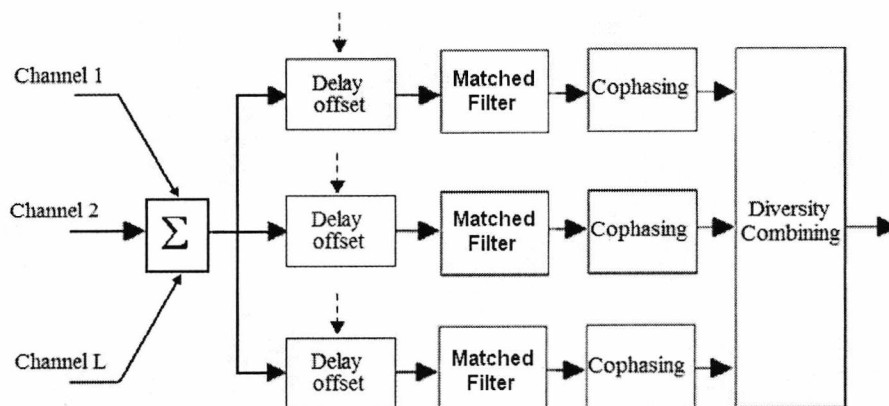 Channel 1
Channel 2
Channel L
Σ
Delay
offset
Matched
Filter
Cophasing
Delay
offset
Matched
Filter
Cophasing
Delay
offset
Matched
Filter
Cophasing
Diversity
Combining